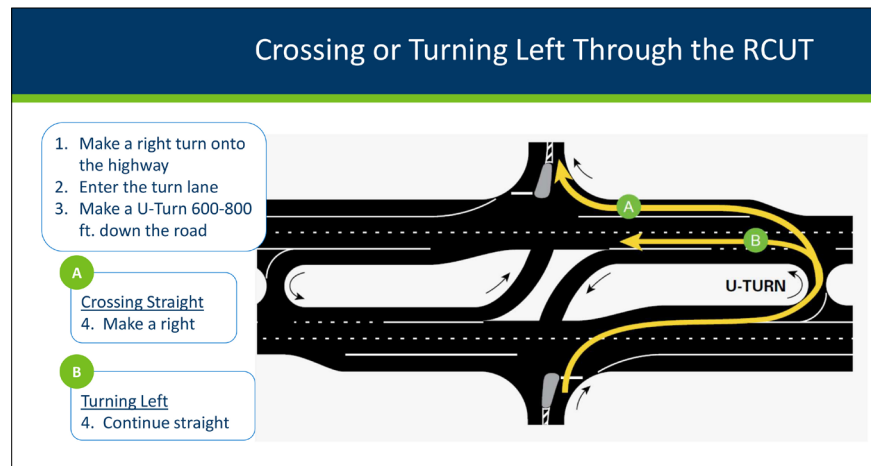 Crossing or Turning Left Through the RCUT
1. Make a right turn onto
the highway
2. Enter the turn lane
3. Make a U-Turn 600-800
ft. down the road
A
Crossing Straight
4. Make a right
B
Turning Left
4. Continue straight
A
B
U-TURN